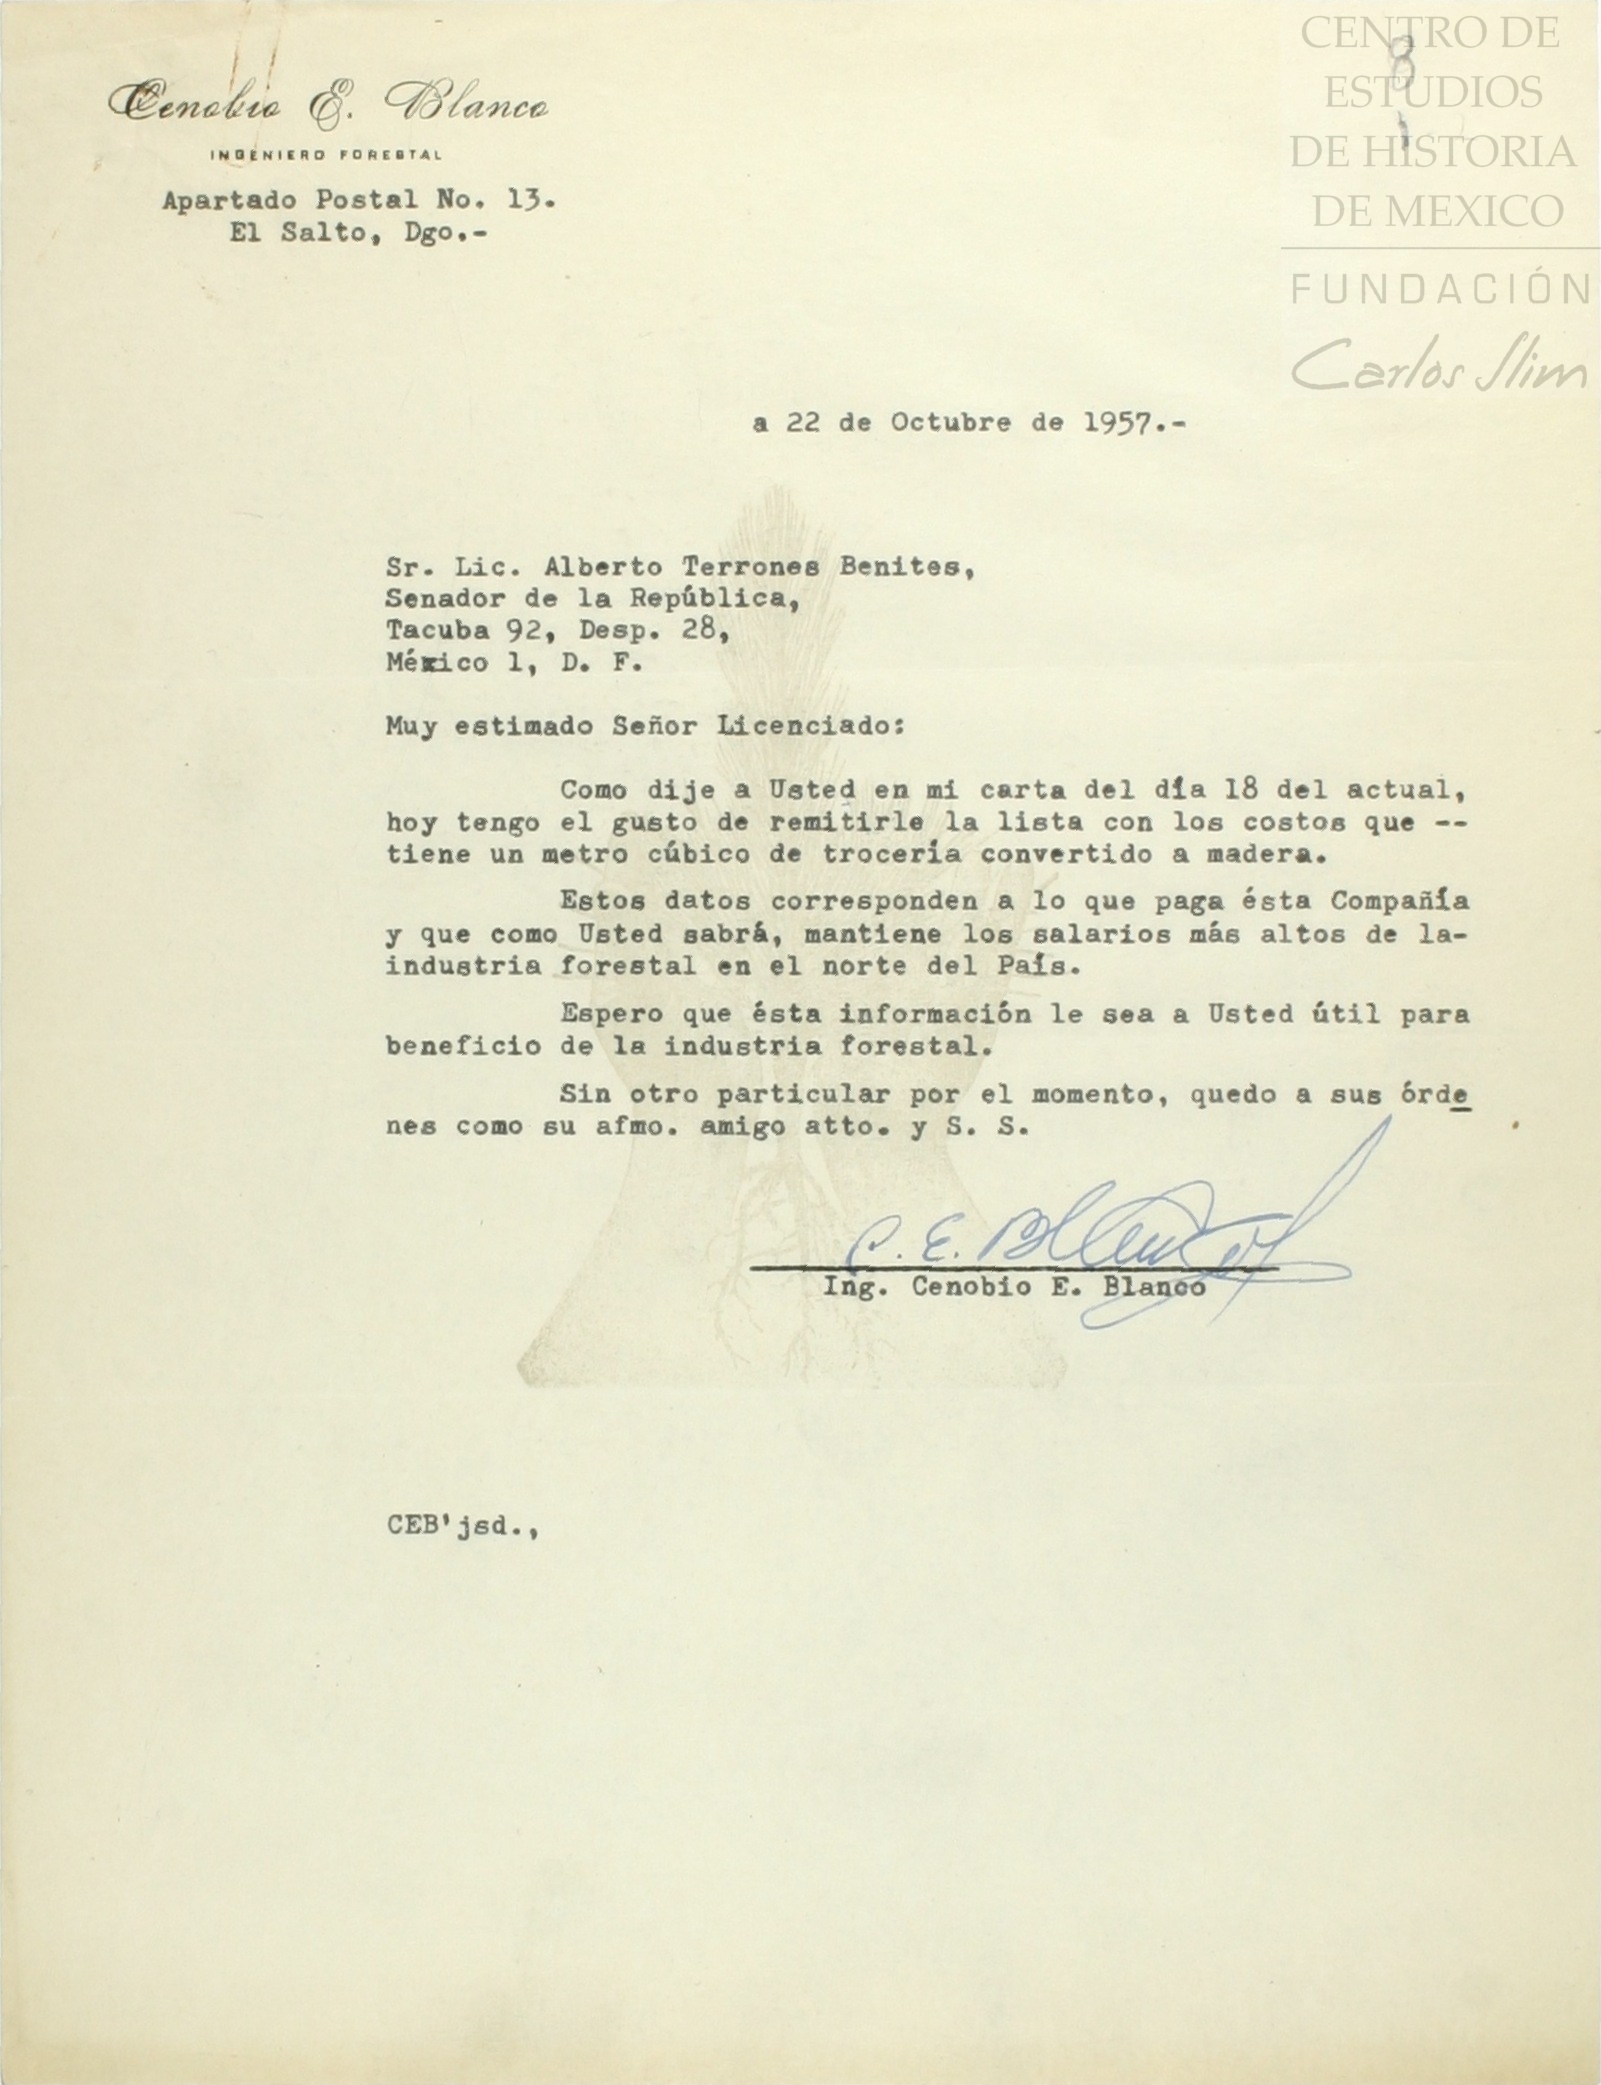 Cenobio E. Blanco
INGENIERO FORESTAL
Apartado Postal No. 13.
El Salto, Dgo.-
CENTRO DE
ESTUDIOS
DE HISTORIA
DE MEXICO
FUNDACIÓN
Carlos Slim
a 22 de Octubre de 1957.-
Sr. Lic. Alberto Terrones Benites,
Senador de la República,
Tacuba 92, Desp. 28,
México 1, D. F.
Muy estimado Señor Licenciado:
Como dije a Usted en mi carta del día 18 del actual,
hoy tengo el gusto de remitirle la lista con los costos que --
tiene un metro cúbico de trocería convertido a madera.
Estos datos corresponden a lo que paga ésta Compañía
y que como Usted sabrá, mantiene los salarios más altos de la-
industria forestal en el norte del País.
Espero que ésta información le sea a Usted útil para
beneficio de la industria forestal.
Sin otro particular por el momento, quedo a sus órde
nes como su afmo. amigo atto. y S. S.
C. E. Blanco
Ing. Cenobio E. Blanco
CEB'jsd.,